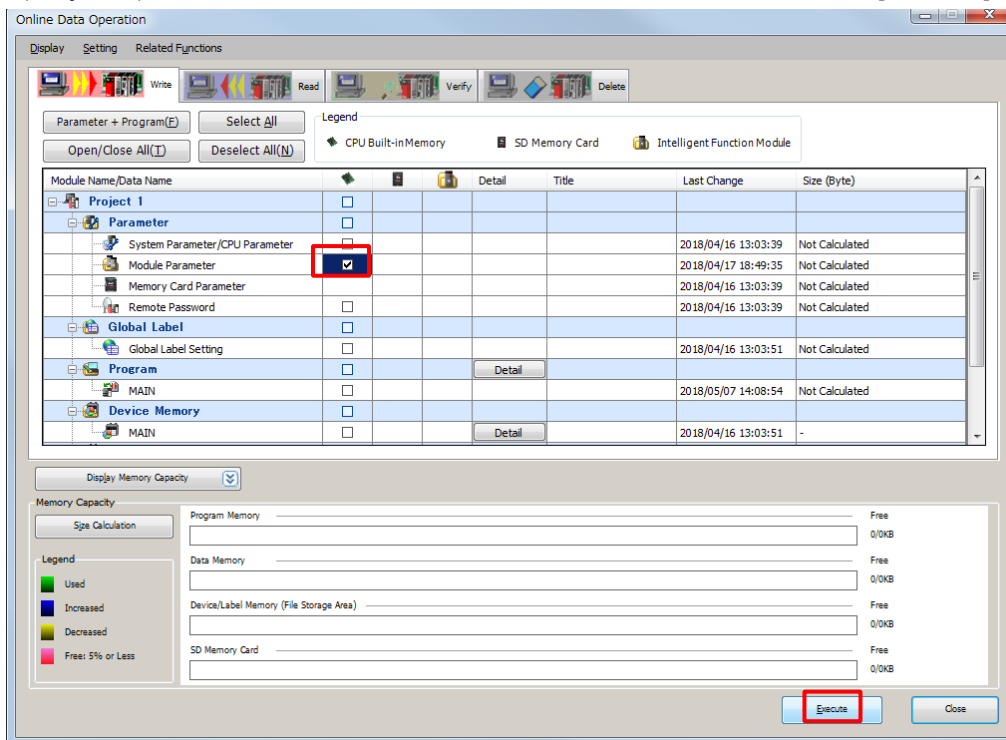 Online Data Operation
Display Setting Related Functions
Write Read Verify Delete
Parameter + Program(F) Select All
Legend
Open/Close All(T) Deselect All(N)
CPU Built-in Memory SD Memory Card Intelligent Function Module
Module Name/Data Name Detail Title Last Change Size (Byte)
Project 1
Parameter
System Parameter/CPU Parameter 2018/04/16 13:03:39 Not Calculated
Module Parameter 2018/04/17 18:49:35 Not Calculated
Memory Card Parameter 2018/04/16 13:03:39 Not Calculated
Remote Password 2018/04/16 13:03:39 Not Calculated
Global Label
Global Label Setting 2018/04/16 13:03:51 Not Calculated
Program Detail
MAIN 2018/05/07 14:08:54 Not Calculated
Device Memory
MAIN Detail 2018/04/16 13:03:51 -
Display Memory Capacity
Memory Capacity
Size Calculation
Program Memory Free
0/0KB
Legend
Used
Increased
Decreased
Free: 5% or Less
Data Memory Free
0/0KB
Device/Label Memory (File Storage Area) Free
0/0KB
SD Memory Card Free
0/0KB
Execute Close